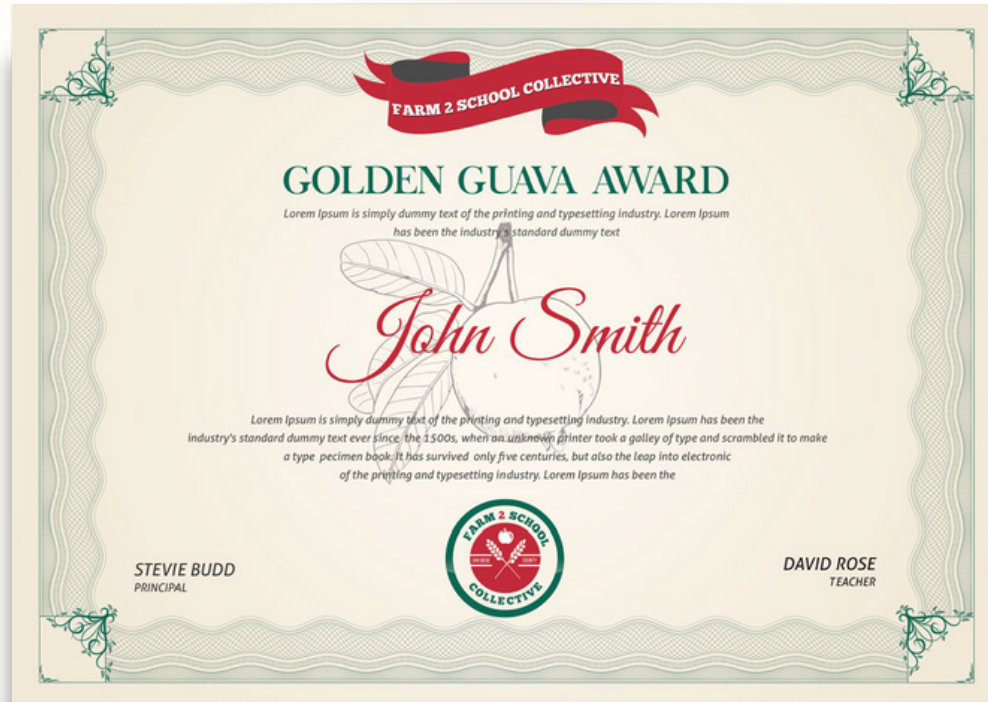 FARM 2 SCHOOL COLLECTIVE
GOLDEN GUAVA AWARD
Lorem Ipsum is simply dummy text of the printing and typesetting industry. Lorem Ipsum
has been the industry's standard dummy text
John Smith
Lorem Ipsum is simply dummy text of the printing and typesetting industry. Lorem Ipsum has been the
industry's standard dummy text ever since the 1500s, when an unknown printer took a galley of type and scrambled it to make
a type pecimen book. It has survived only five centuries, but also the leap into electronic
of the printing and typesetting industry. Lorem Ipsum has been the
FARM 2 SCHOOL
COLLECTIVE
STEVIE BUDD
PRINCIPAL
DAVID ROSE
TEACHER